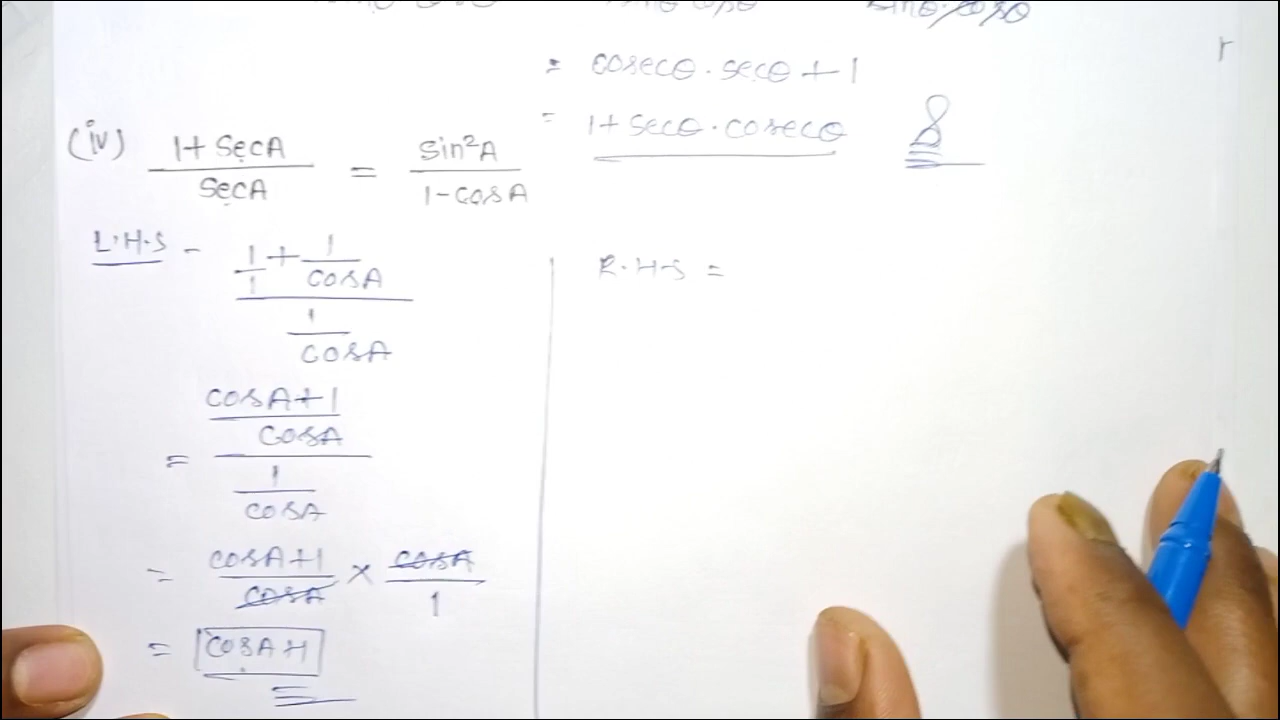 = cosecθ . secθ + 1
= 1 + secθ . cosecθ
(iv) 1 + SecA / SecA = sin²A / 1 - cosA
L.H.S - 1/1 + 1/cosA / 1/cosA
= cosA+1 / cosA / 1/cosA
= cosA+1 / cosA × cosA / 1
= cosA+1
R.H.S =